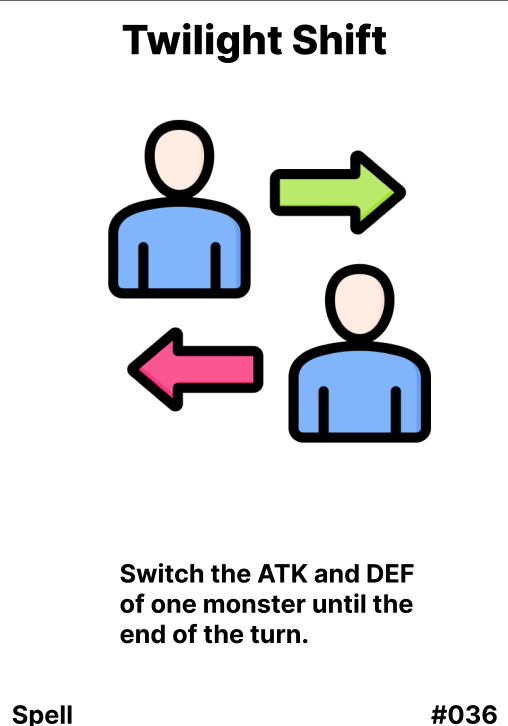 Twilight Shift
Switch the ATK and DEF
of one monster until the
end of the turn.
Spell
#036